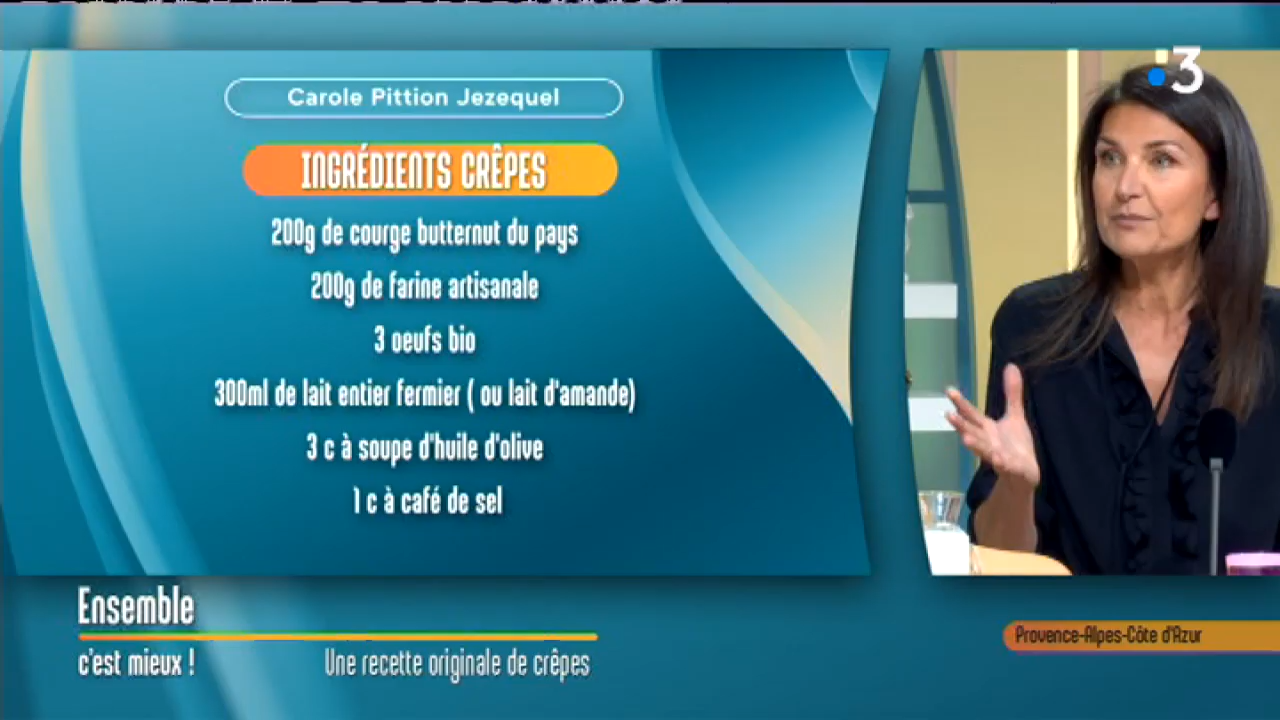 3
Carole Pittion Jezequel
INGRÉDIENTS CRÊPES
200g de courge butternut du pays
200g de farine artisanale
3 oeufs bio
300ml de lait entier fermier ( ou lait d'amande)
3 c à soupe d'huile d'olive
1 c à café de sel
Ensemble
c'est mieux !
Une recette originale de crêpes
Provence-Alpes-Côte d'Azur